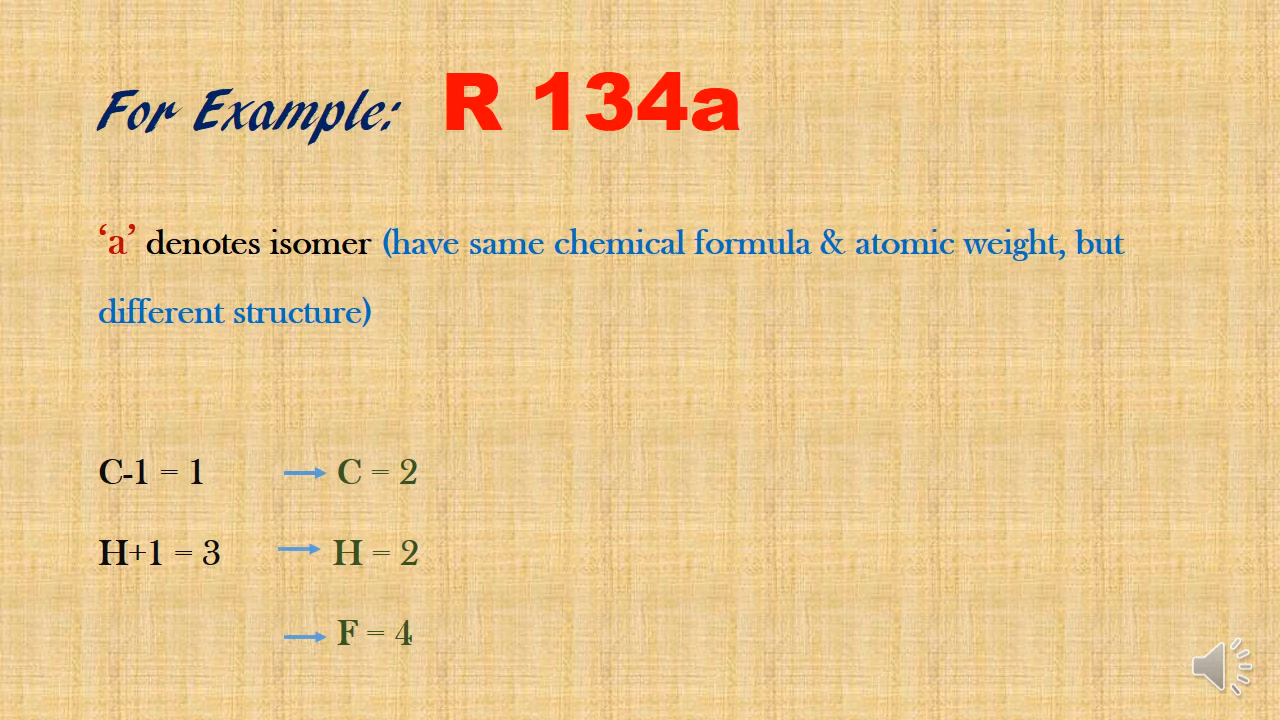 For Example: R 134a
‘a’ denotes isomer (have same chemical formula & atomic weight, but
different structure)
C-1 = 1 → C = 2
H+1 = 3 → H = 2
→ F = 4